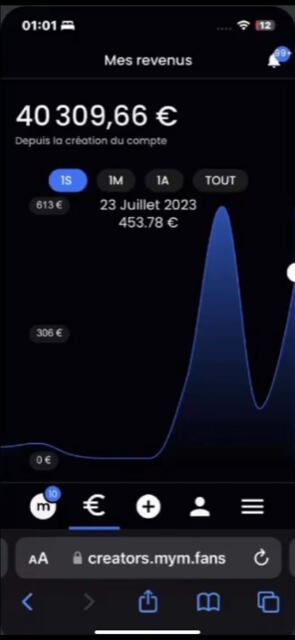 01:01
12
Mes revenus
99+
40 309,66 €
Depuis la création du compte
1S 1M 1A TOUT
613 €
23 Juillet 2023
453.78 €
306 €
0 €
m 10 €
AA creators.mym.fans